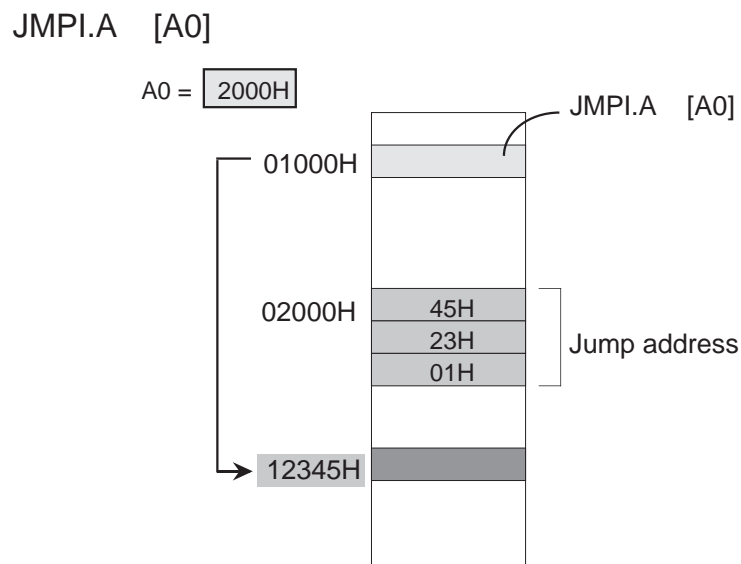 JMPI.A [A0]
A0 = 2000H
JMPI.A [A0]
01000H
02000H
45H
23H
01H
Jump address
12345H